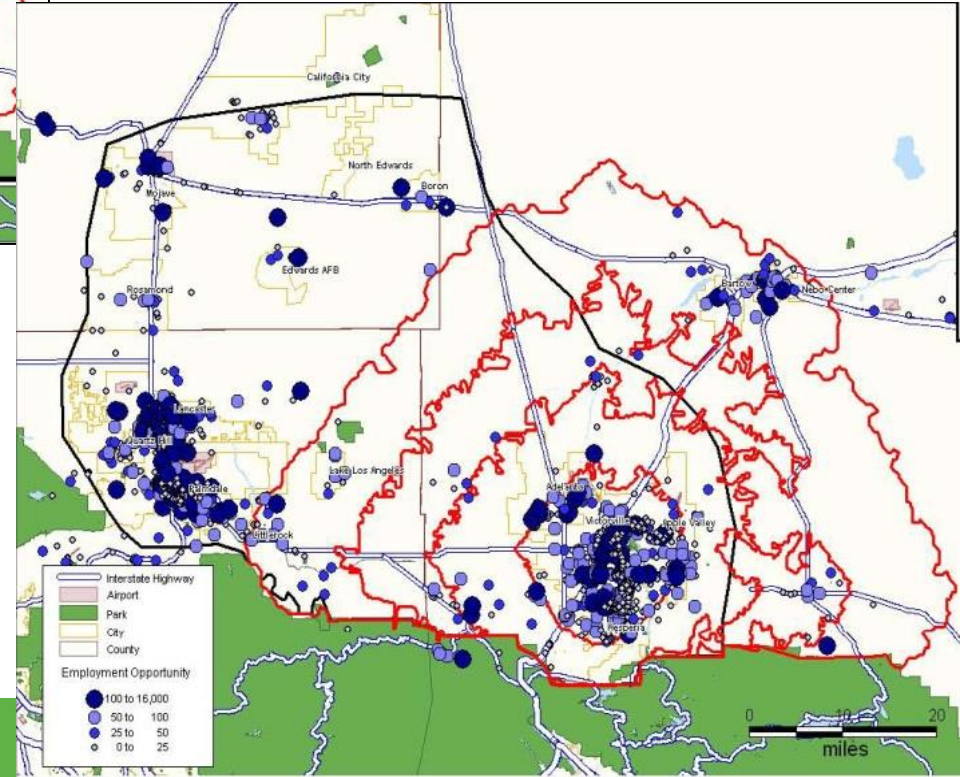 California City
North Edwards
Boron
Mojave
Edwards AFB
Rosamond
Barstow
Nebo Center
Lancaster
Quartz Hill
Lake Los Angeles
Palmdale
Adelanto
Victorville
Apple Valley
Littlerock
Hesperia
Interstate Highway
Airport
Park
City
County
Employment Opportunity
100 to 16,000
50 to 100
25 to 50
0 to 25
0 10 20
miles